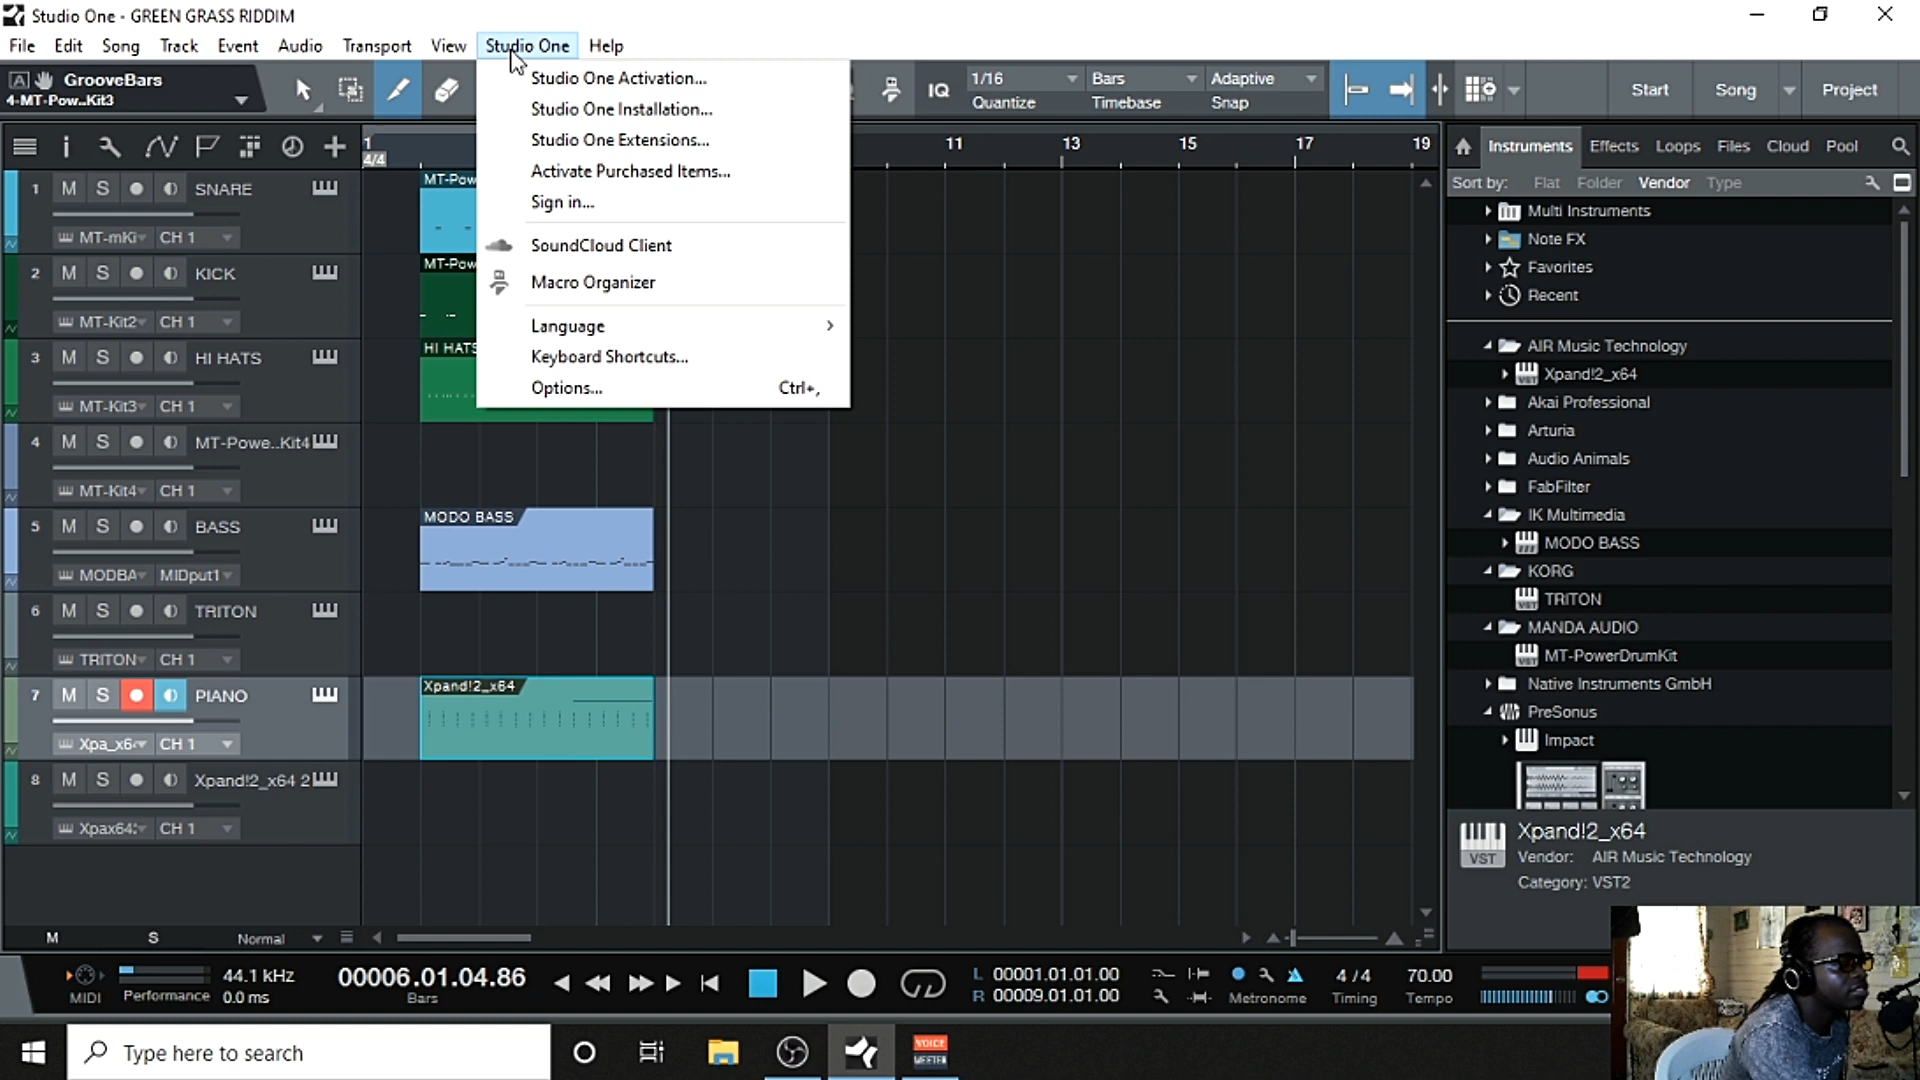 Studio One - GREEN GRASS RIDDIM
File Edit Song Track Event Audio Transport View Studio One Help
GrooveBars
4-MT-Pow..Kit3
IQ
1/16
Quantize
Bars
Timebase
Adaptive
Snap
Start
Song
Project
Studio One Activation...
Studio One Installation...
Studio One Extensions...
Activate Purchased Items...
Sign in...
SoundCloud Client
Macro Organizer
Language
Keyboard Shortcuts...
Options... Ctrl+,
1
4/4
11 13 15 17 19
1 M S SNARE
MT-mKi CH 1
2 M S KICK
MT-Kit2 CH 1
3 M S HI HATS
MT-Kit3 CH 1
4 M S MT-Powe..Kit4
MT-Kit4 CH 1
5 M S BASS
MODBA MIDput1
6 M S TRITON
TRITON CH 1
7 M S PIANO
Xpa_x6 CH 1
8 M S Xpand!2_x64 2
Xpax64: CH 1
MT-Pow
MT-Pow
HI HATS
MODO BASS
Xpand!2_x64
Instruments Effects Loops Files Cloud Pool
Sort by: Flat Folder Vendor Type
Multi Instruments
Note FX
Favorites
Recent
AIR Music Technology
Xpand!2_x64
Akai Professional
Arturia
Audio Animals
FabFilter
IK Multimedia
MODO BASS
KORG
TRITON
MANDA AUDIO
MT-PowerDrumKit
Native Instruments GmbH
PreSonus
Impact
VST
Xpand!2_x64
Vendor: AIR Music Technology
Category: VST2
M S Normal
MIDI
Performance
44.1 kHz
0.0 ms
00006.01.04.86
Bars
L 00001.01.01.00
R 00009.01.01.00
Metronome
4 / 4
Timing
70.00
Tempo
Type here to search
VOICE
MEETER